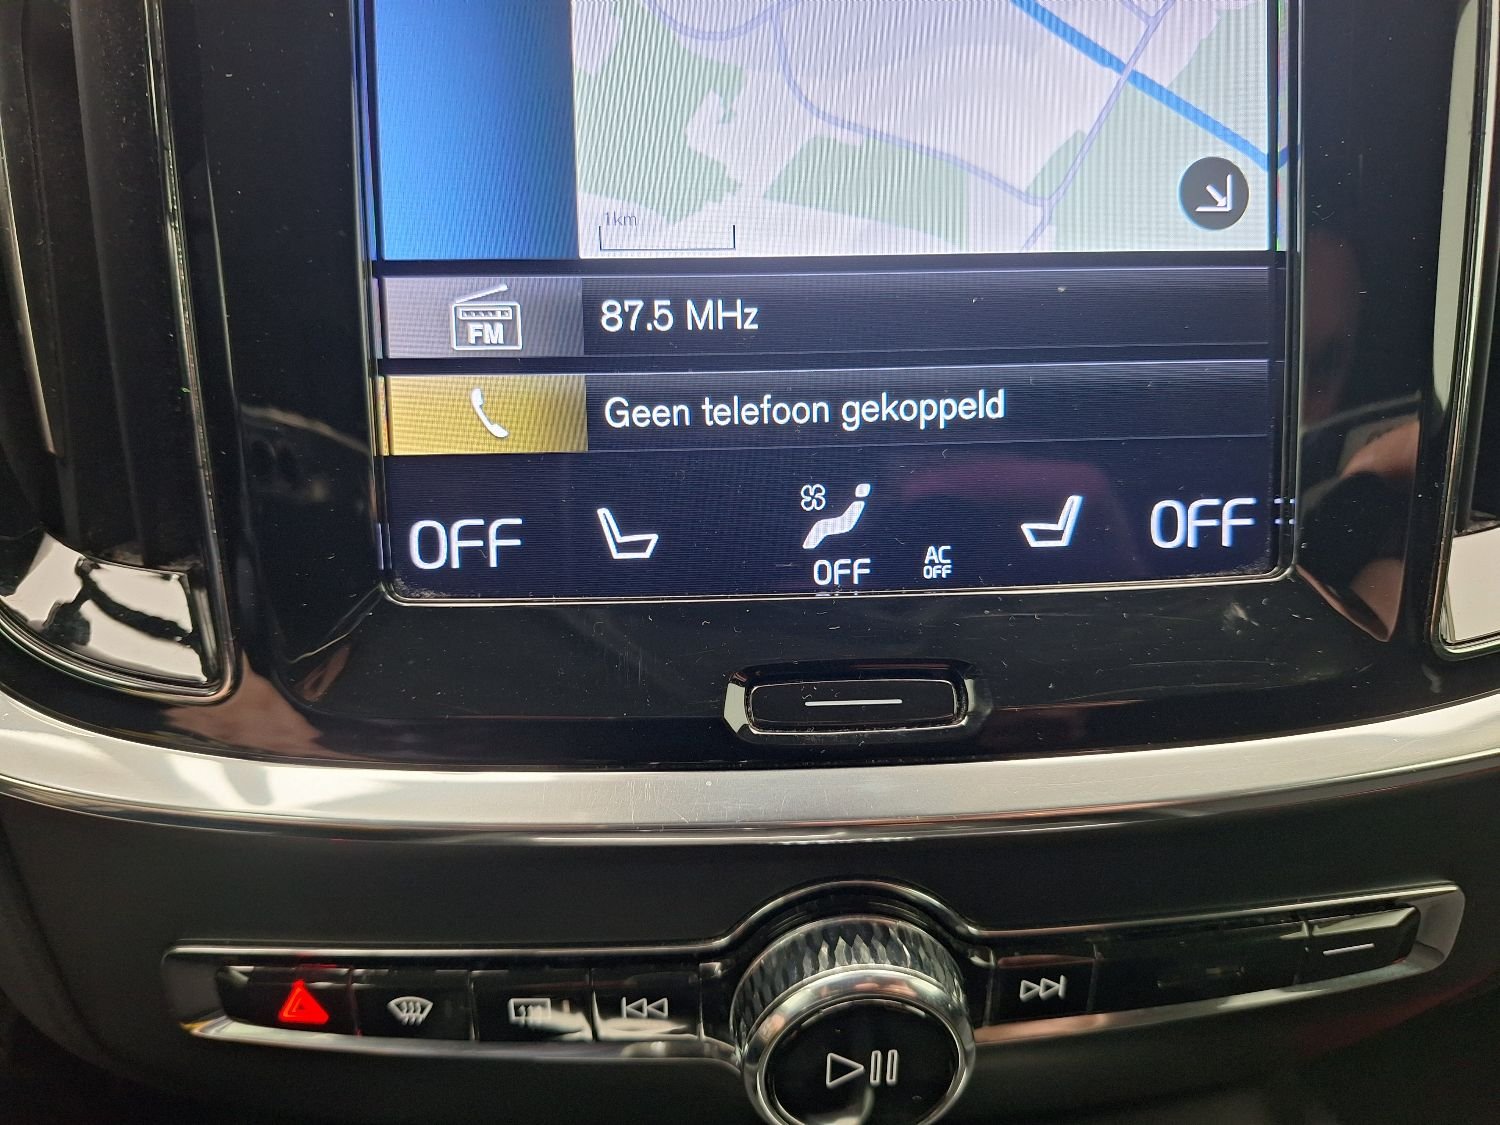 1km
FM
87.5 MHz
Geen telefoon gekoppeld
OFF
OFF
AC
OFF
OFF